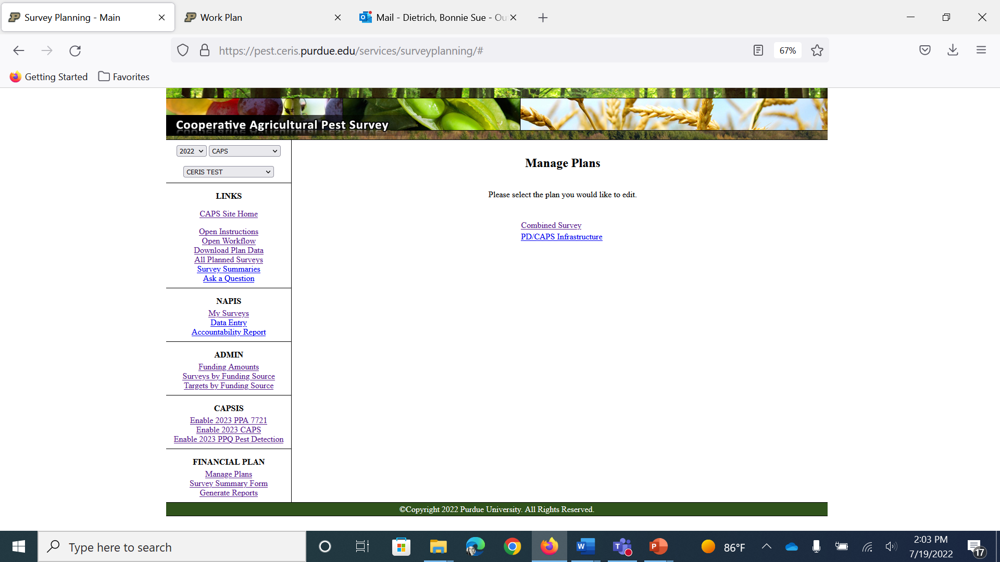 Survey Planning - Main
Work Plan
Mail - Dietrich, Bonnie Sue - Ou
https://pest.ceris.purdue.edu/services/surveyplanning/#
67%
Getting Started
Favorites
Cooperative Agricultural Pest Survey
2022 CAPS
CERIS TEST
LINKS
CAPS Site Home
Open Instructions
Open Workflow
Download Plan Data
All Planned Surveys
Survey Summaries
Ask a Question
NAPIS
My Surveys
Data Entry
Accountability Report
ADMIN
Funding Amounts
Surveys by Funding Source
Targets by Funding Source
CAPSIS
Enable 2023 PPA 7721
Enable 2023 CAPS
Enable 2023 PPQ Pest Detection
FINANCIAL PLAN
Manage Plans
Survey Summary Form
Generate Reports
Manage Plans
Please select the plan you would like to edit.
Combined Survey
PD/CAPS Infrastructure
©Copyright 2022 Purdue University. All Rights Reserved.
Type here to search
86°F
2:03 PM
7/19/2022
17